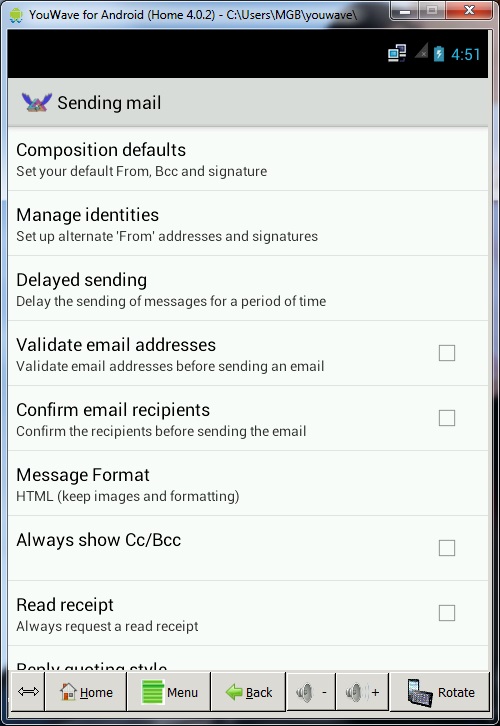 YouWave for Android (Home 4.0.2) - C:\Users\MGB\youwave\
4:51
Sending mail
Composition defaults
Set your default From, Bcc and signature
Manage identities
Set up alternate 'From' addresses and signatures
Delayed sending
Delay the sending of messages for a period of time
Validate email addresses
Validate email addresses before sending an email
Confirm email recipients
Confirm the recipients before sending the email
Message Format
HTML (keep images and formatting)
Always show Cc/Bcc
Read receipt
Always request a read receipt
Reply quoting style
Home Menu Back - + Rotate